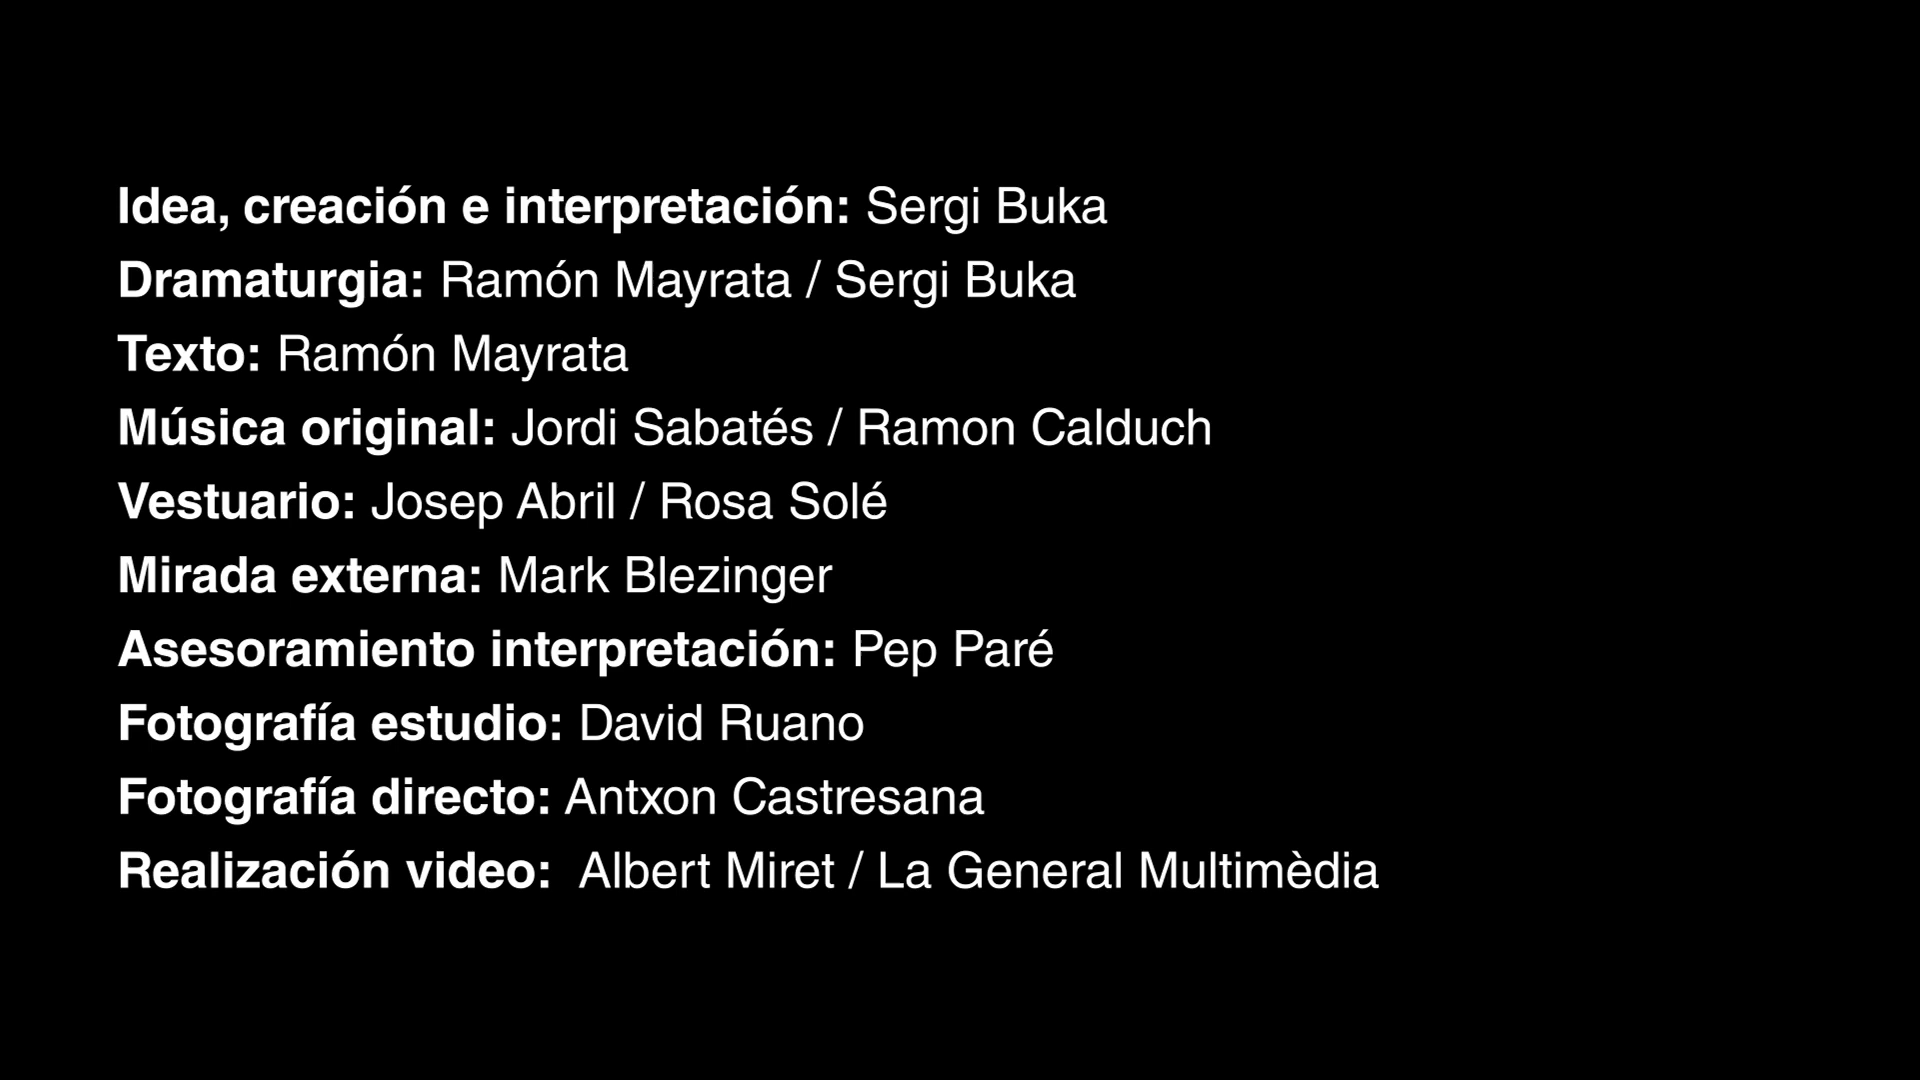 Idea, creación e interpretación: Sergi Buka
Dramaturgia: Ramón Mayrata / Sergi Buka
Texto: Ramón Mayrata
Música original: Jordi Sabatés / Ramon Calduch
Vestuario: Josep Abril / Rosa Solé
Mirada externa: Mark Blezinger
Asesoramiento interpretación: Pep Paré
Fotografía estudio: David Ruano
Fotografía directo: Antxon Castresana
Realización video:  Albert Miret / La General Multimèdia